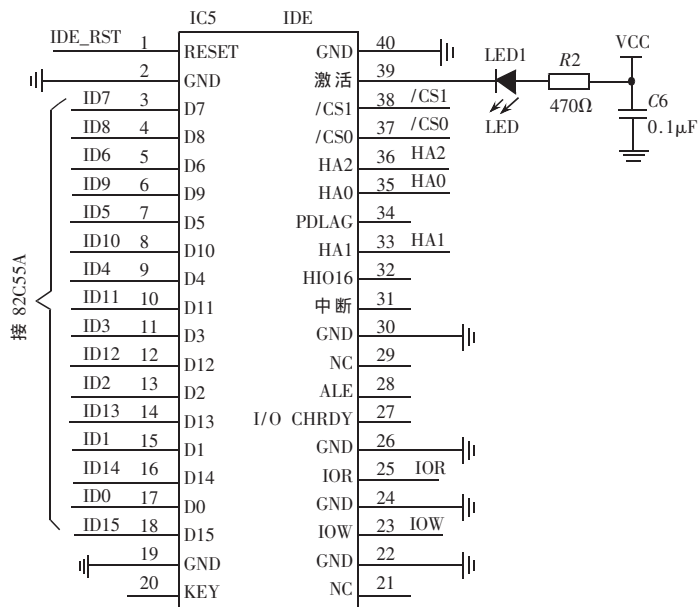 IC5 IDE
IDE_RST 1 RESET GND 40
2 GND 激活 39 LED1 R2 VCC
ID7 3 D7 /CS1 38 /CS1 LED 470Ω C6
ID8 4 D8 /CS0 37 /CS0 0.1μF
ID6 5 D6 HA2 36 HA2
ID9 6 D9 HA0 35 HA0
ID5 7 D5 PDLAG 34
ID10 8 D10 HA1 33 HA1
ID4 9 D4 HIO16 32
ID11 10 D11 中断 31
ID3 11 D3 GND 30
ID12 12 D12 NC 29
ID2 13 D2 ALE 28
ID13 14 D13 I/O CHRDY 27
ID1 15 D1 GND 26
ID14 16 D14 IOR 25 IOR
ID0 17 D0 GND 24
ID15 18 D15 IOW 23 IOW
19 GND GND 22
20 KEY NC 21
接 82C55A